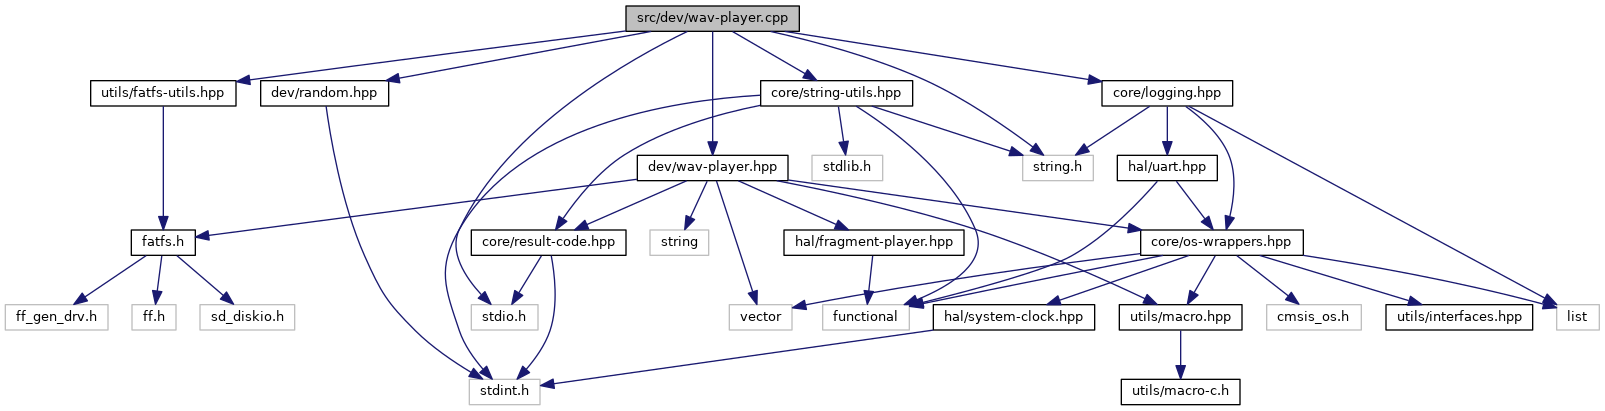 src/dev/wav-player.cpp
utils/fatfs-utils.hpp
dev/random.hpp
core/string-utils.hpp
core/logging.hpp
dev/wav-player.hpp
stdlib.h
string.h
hal/uart.hpp
fatfs.h
core/result-code.hpp
string
hal/fragment-player.hpp
core/os-wrappers.hpp
ff_gen_drv.h
ff.h
sd_diskio.h
stdio.h
vector
functional
hal/system-clock.hpp
utils/macro.hpp
cmsis_os.h
utils/interfaces.hpp
list
stdint.h
utils/macro-c.h